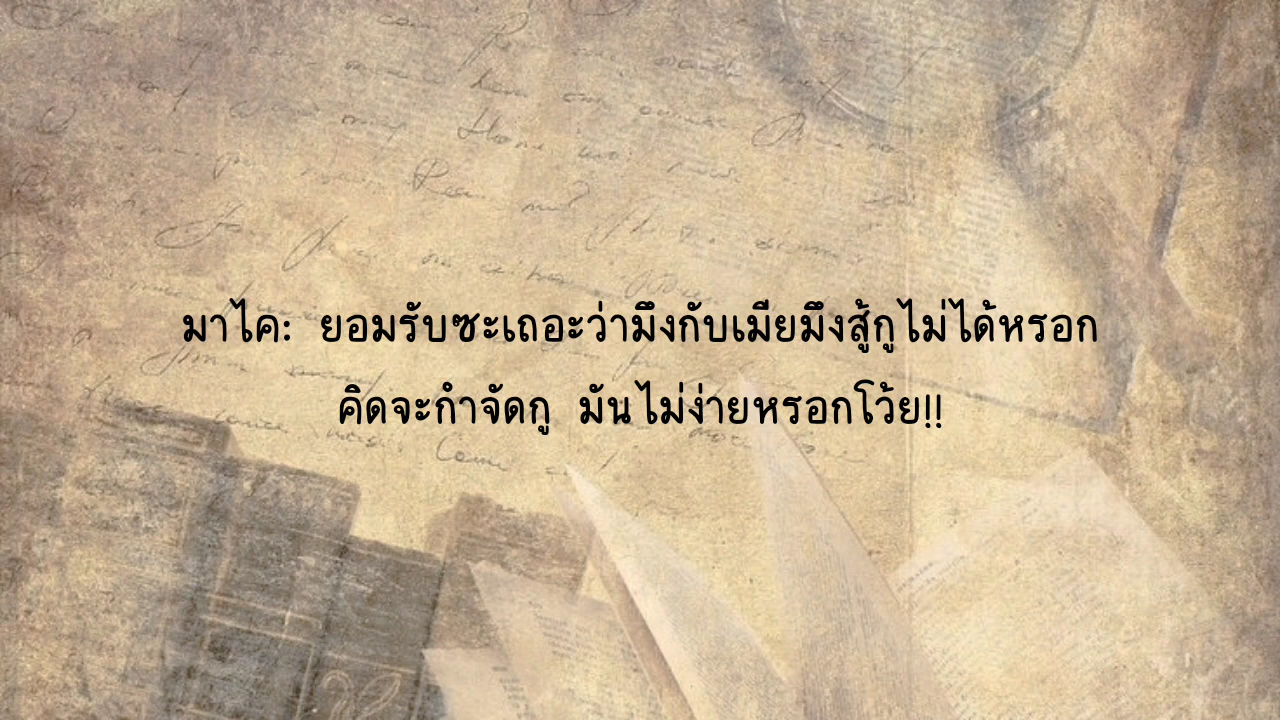 มาไค: ยอมรับซะเถอะว่ามึงกับเมียมึงสู้กูไม่ได้หรอก
คิดจะกำจัดกู มันไม่ง่ายหรอกโว้ย!!